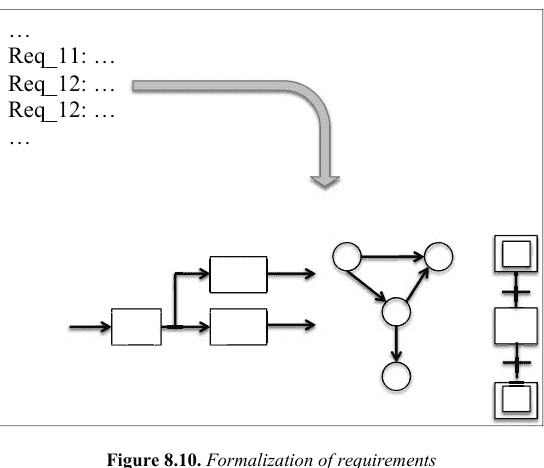 …
Req_11: …
Req_12: …
Req_12: …
…
Figure 8.10. Formalization of requirements